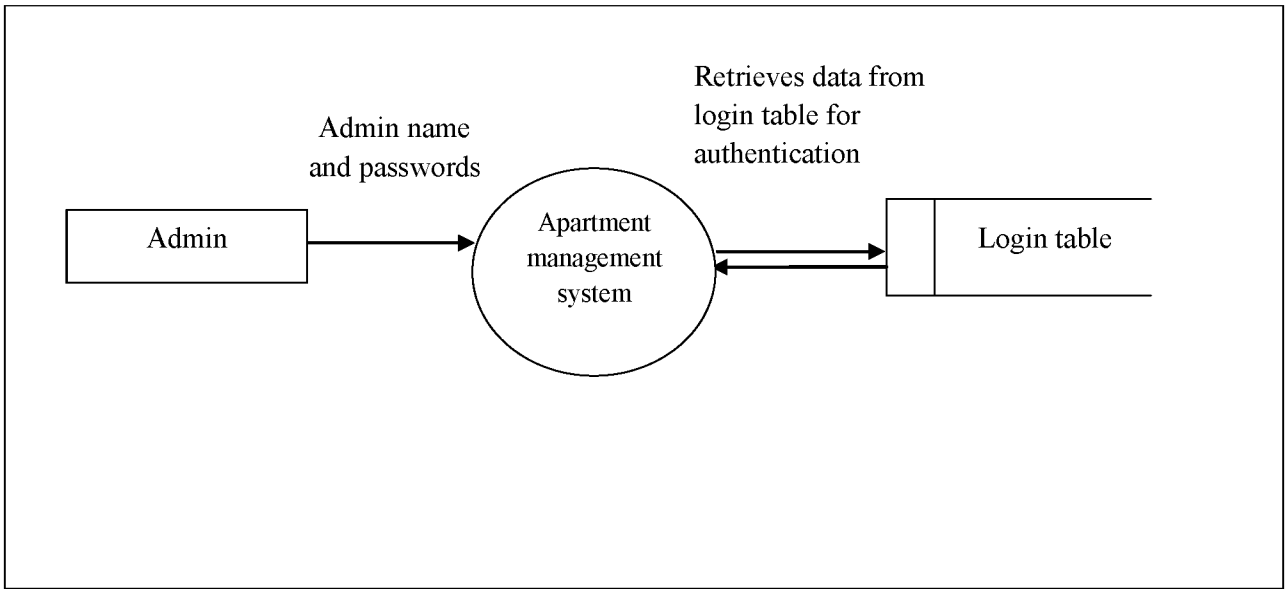 Retrieves data from
login table for
authentication
Admin name
and passwords
Admin
Apartment
management
system
Login table